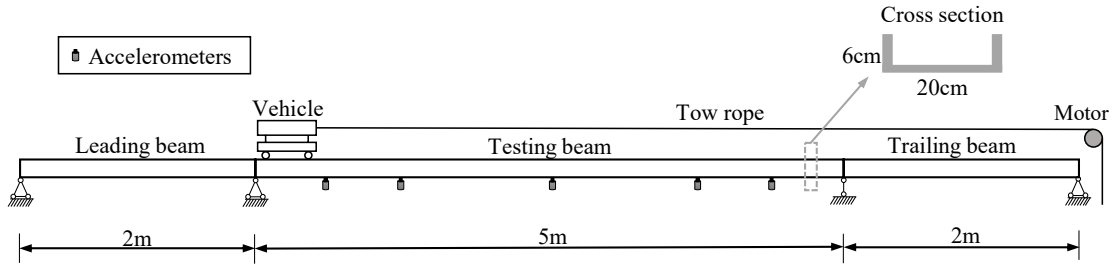 Cross section
Accelerometers
6cm
20cm
Vehicle
Tow rope
Motor
Leading beam
Testing beam
Trailing beam
2m
5m
2m